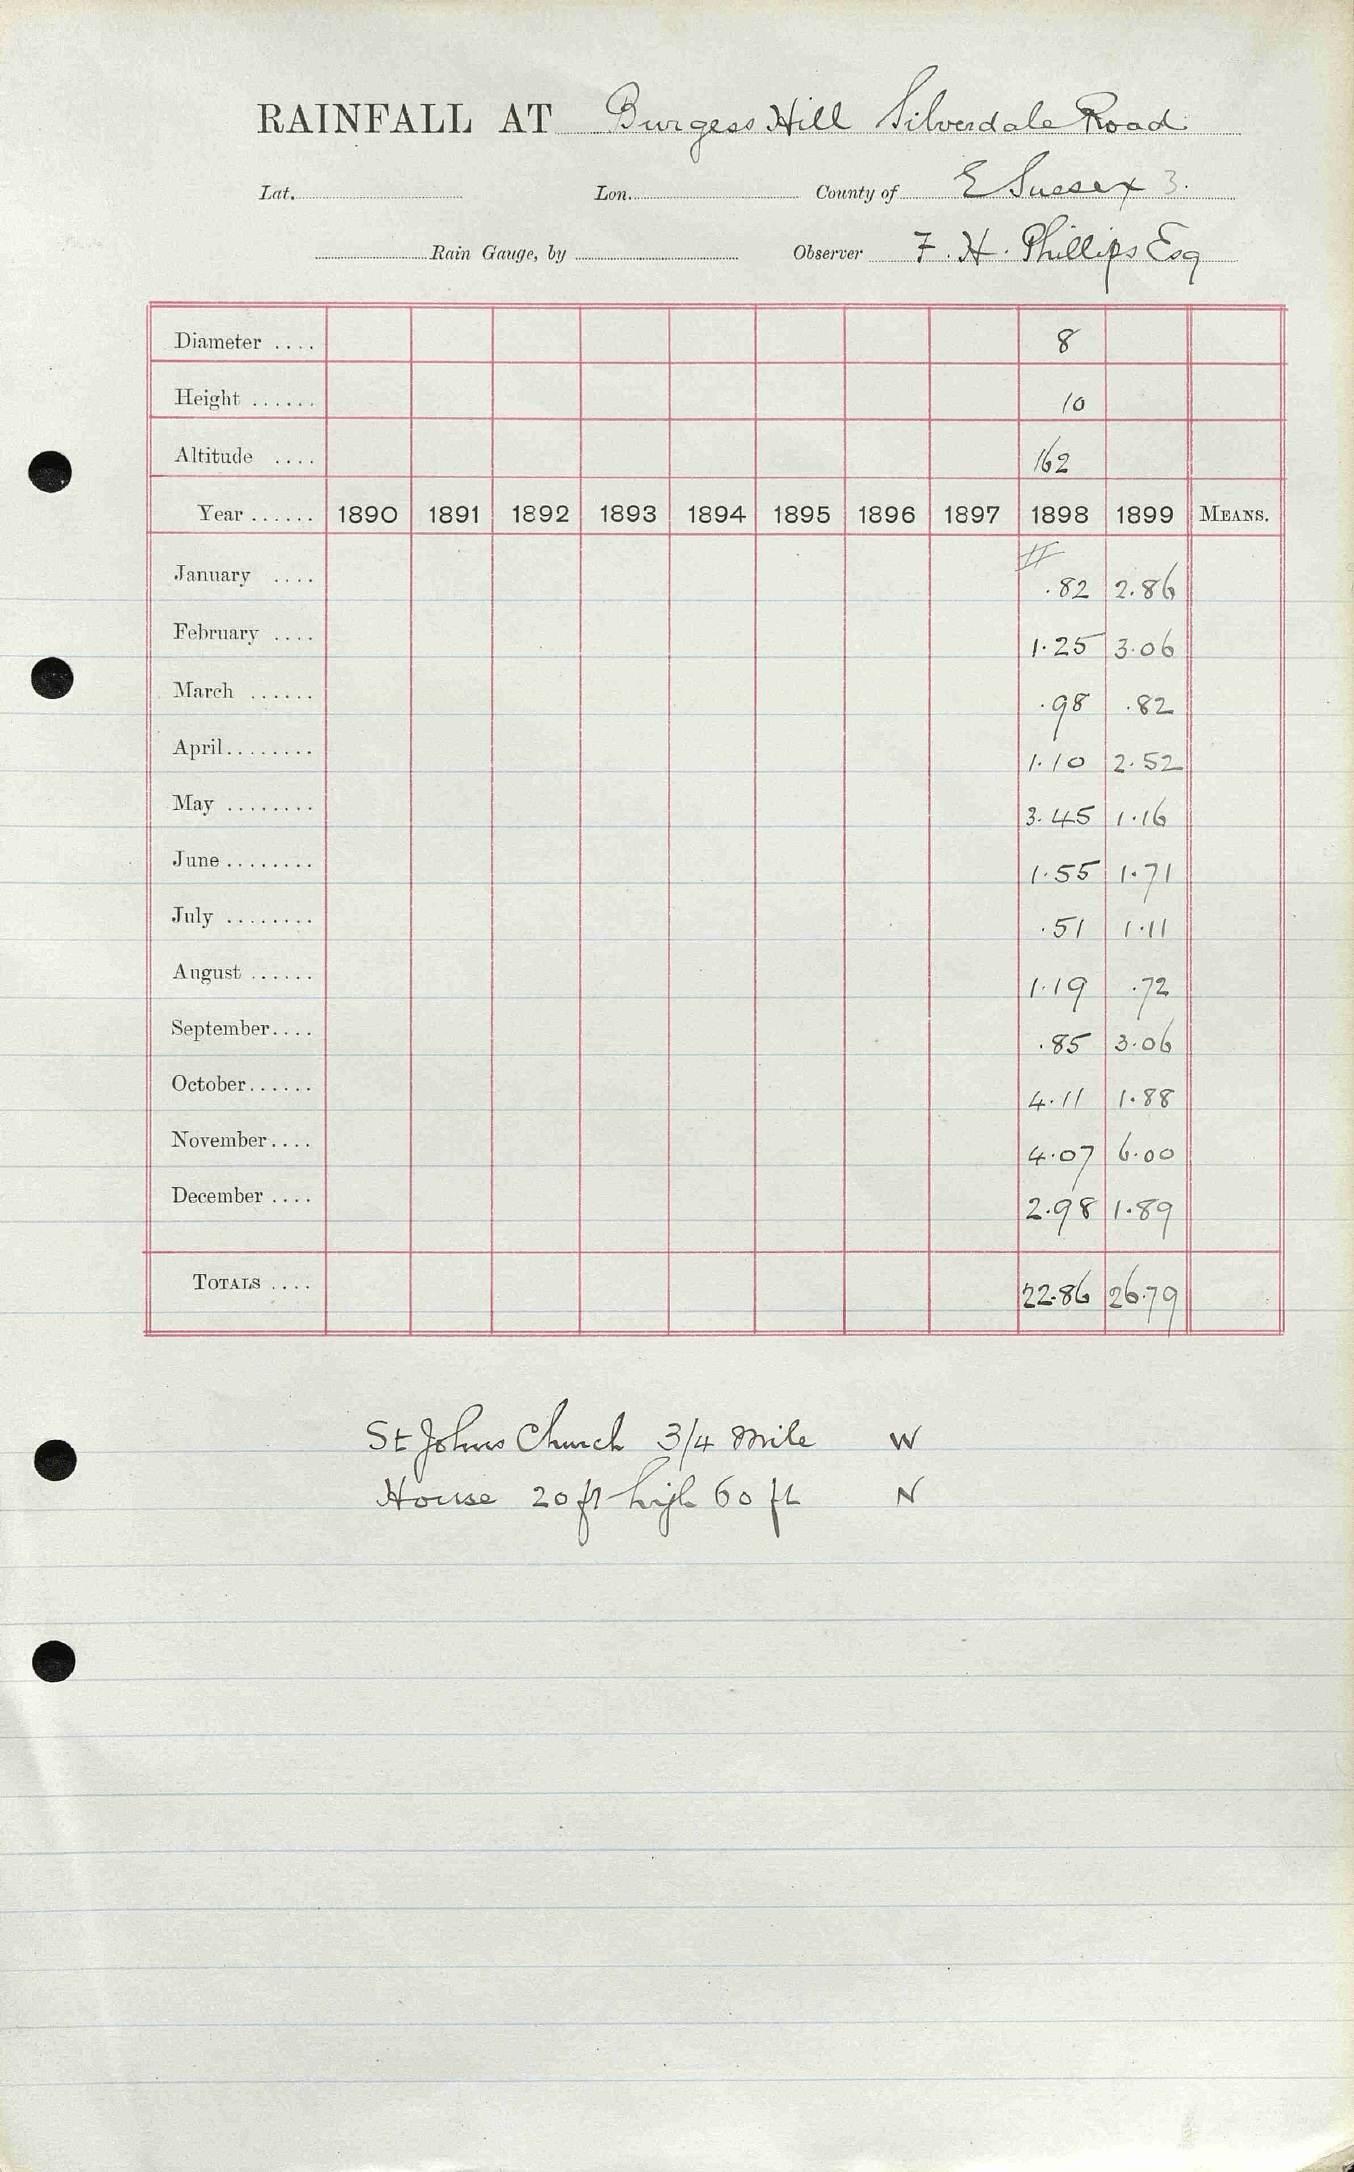 RAINFALL AT Burgess Hill Silverdale Road
Lat. Lon. County of E Sussex 3.
Rain Gauge, by Observer F. H. Phillips Esq
Diameter .... 8
Height ...... 10
Altitude .... 162
Year ...... 1890 1891 1892 1893 1894 1895 1896 1897 1898 1899 MEANS.
#
January .... .82 2.86
February .... 1.25 3.06
March ...... .98 .82
April........ 1.10 2.52
May ........ 3.45 1.16
June ........ 1.55 1.71
July ........ .51 1.11
August ...... 1.19 .72
September.... .85 3.06
October...... 4.11 1.88
November.... 4.07 6.00
December .... 2.98 1.89
TOTALS .... 22.86 26.79
St Johns Church 3/4 mile W
House 20 ft high 60 ft N